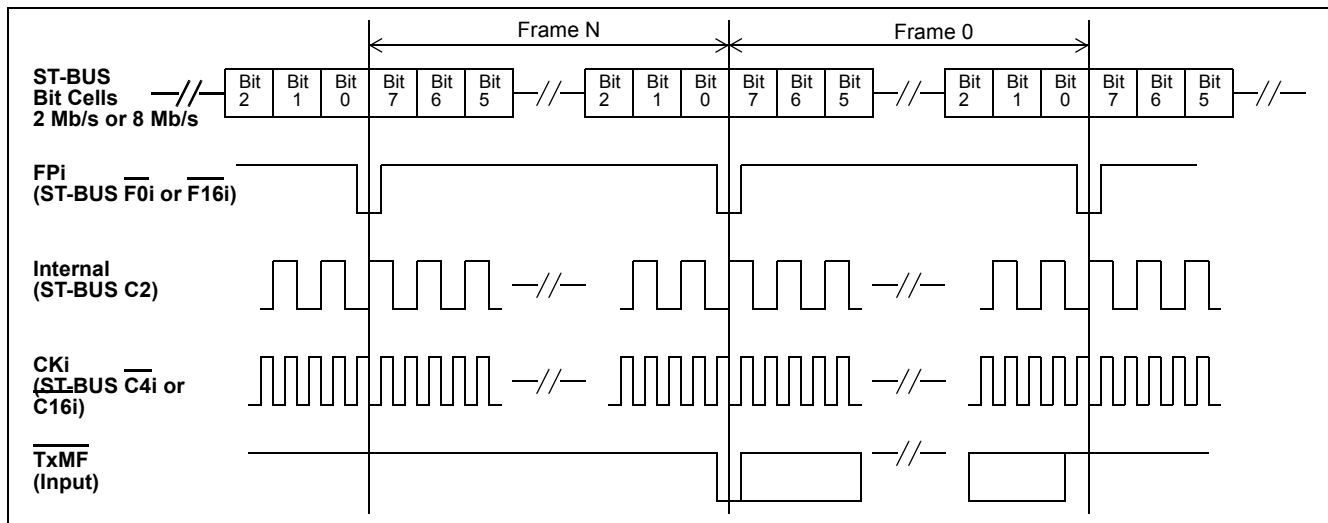 Frame N
Frame 0
ST-BUS
Bit Cells
2 Mb/s or 8 Mb/s
Bit 2
Bit 1
Bit 0
Bit 7
Bit 6
Bit 5
Bit 2
Bit 1
Bit 0
Bit 7
Bit 6
Bit 5
Bit 2
Bit 1
Bit 0
Bit 7
Bit 6
Bit 5
FPi
(ST-BUS F0i or F16i)
Internal
(ST-BUS C2)
CKi
(ST-BUS C4i or
C16i)
TxMF
(Input)